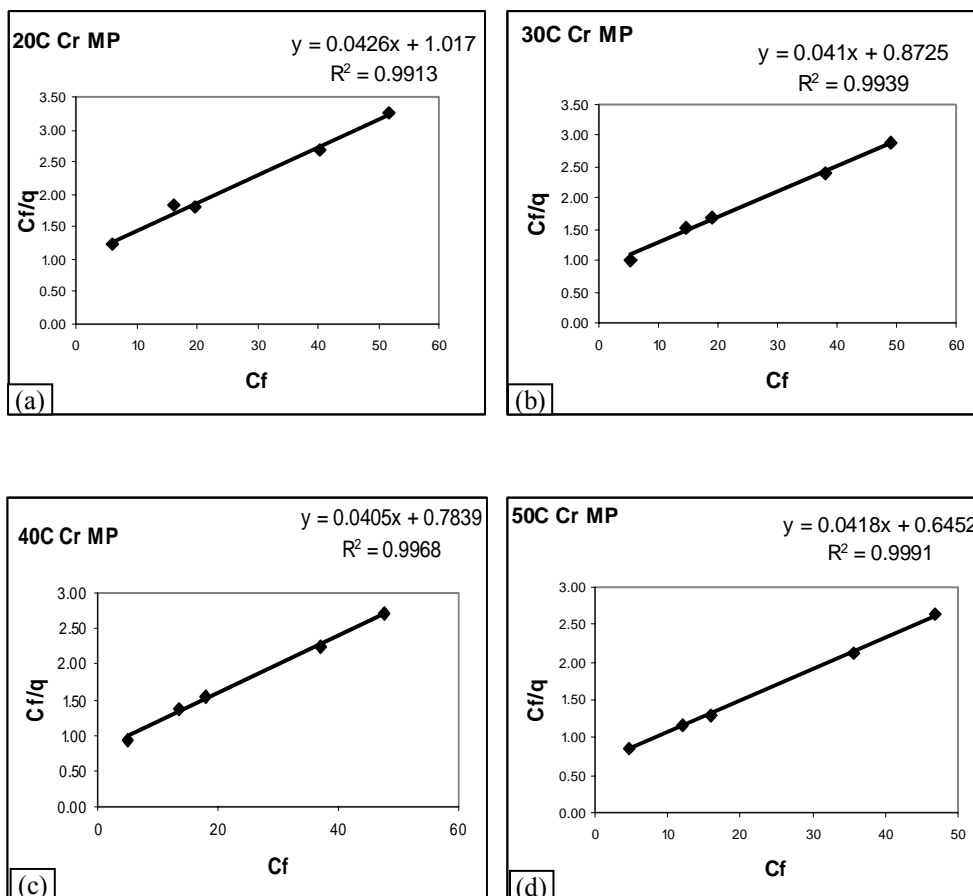 20C Cr MP
y = 0.0426x + 1.017
R² = 0.9913
3.50
3.00
2.50
2.00
1.50
1.00
0.50
0.00
Cf/q
0 10 20 30 40 50 60
Cf
(a)
30C Cr MP
y = 0.041x + 0.8725
R² = 0.9939
3.50
3.00
2.50
2.00
1.50
1.00
0.50
0.00
Cf/q
0 10 20 30 40 50 60
Cf
(b)
40C Cr MP
y = 0.0405x + 0.7839
R² = 0.9968
3.00
2.50
2.00
1.50
1.00
0.50
0.00
Cf/q
0 20 40 60
Cf
(c)
50C Cr MP
y = 0.0418x + 0.6452
R² = 0.9991
3.00
2.50
2.00
1.50
1.00
0.50
0.00
Cf/q
0 10 20 30 40 50
Cf
(d)